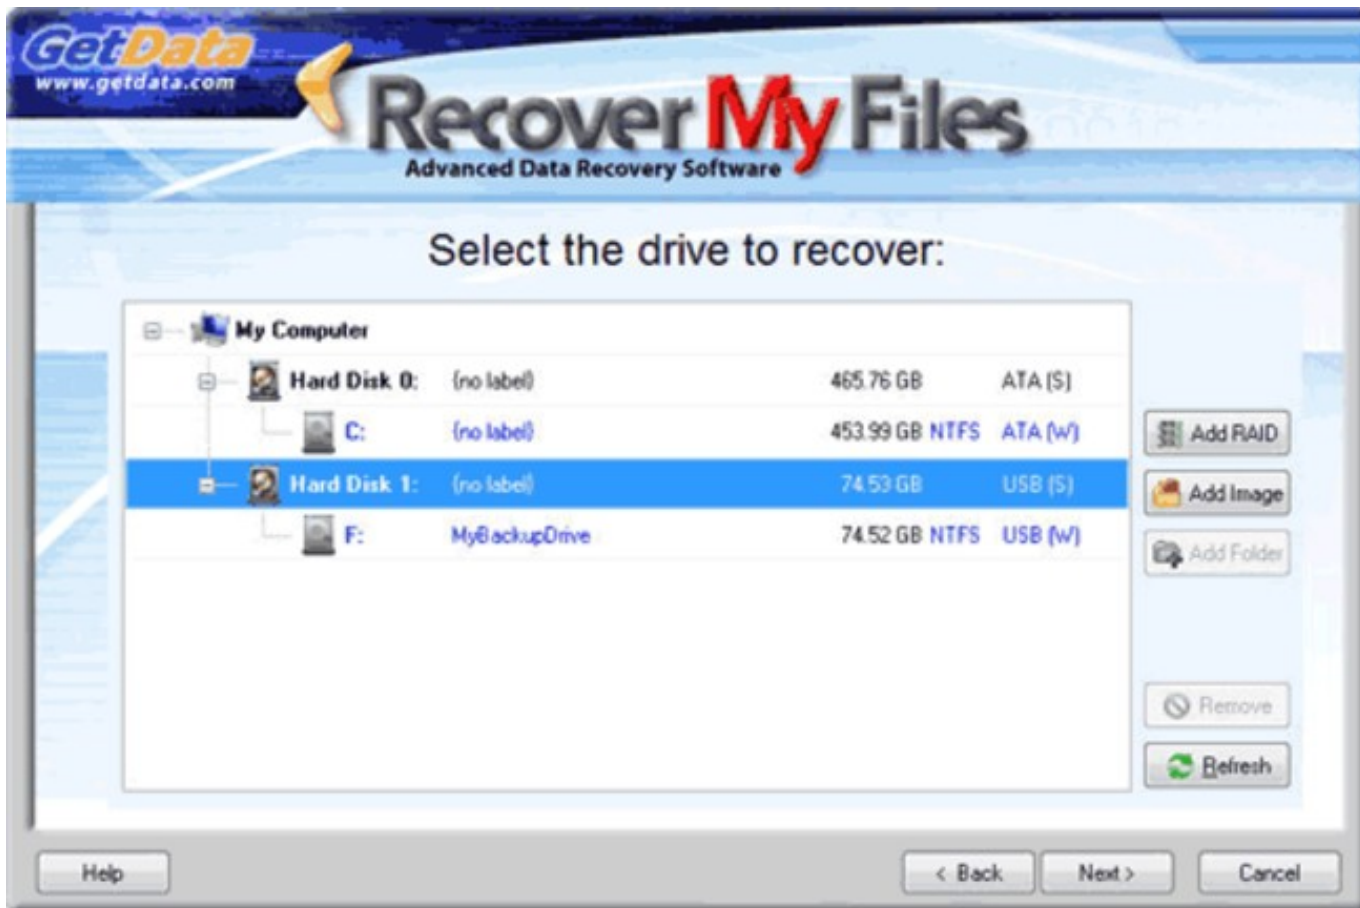 GetData
www.getdata.com
Recover My Files
Advanced Data Recovery Software
Select the drive to recover:
My Computer
Hard Disk 0: (no label) 465.76 GB ATA (S)
C: (no label) 453.99 GB NTFS ATA (W)
Hard Disk 1: (no label) 74.53 GB USB (S)
F: MyBackupDrive 74.52 GB NTFS USB (W)
Add RAID
Add Image
Add Folder
Remove
Refresh
Help
< Back
Next >
Cancel